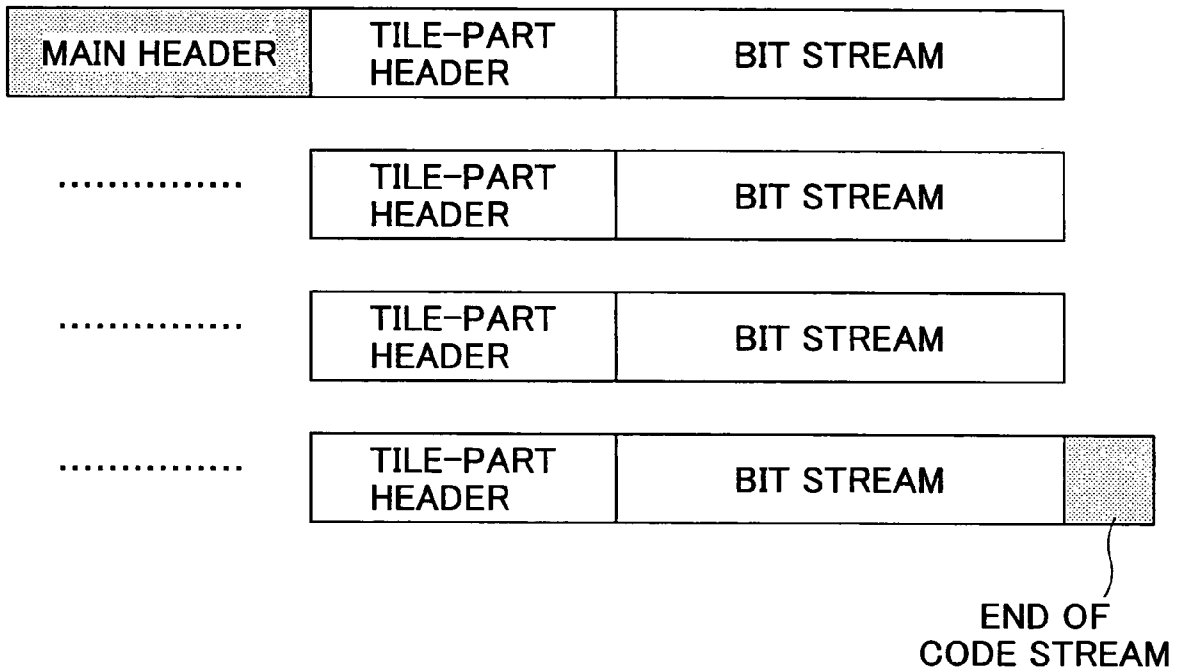 MAIN HEADER
TILE-PART
HEADER
BIT STREAM
TILE-PART
HEADER
BIT STREAM
TILE-PART
HEADER
BIT STREAM
TILE-PART
HEADER
BIT STREAM
END OF
CODE STREAM